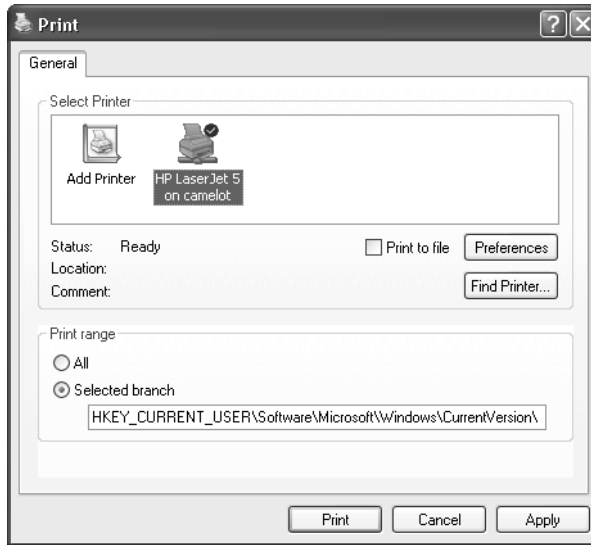 Print
General
Select Printer
Add Printer
HP LaserJet 5
on camelot
Status: Ready
Print to file
Preferences
Location:
Comment:
Find Printer...
Print range
All
Selected branch
HKEY_CURRENT_USER\Software\Microsoft\Windows\CurrentVersion\
Print
Cancel
Apply